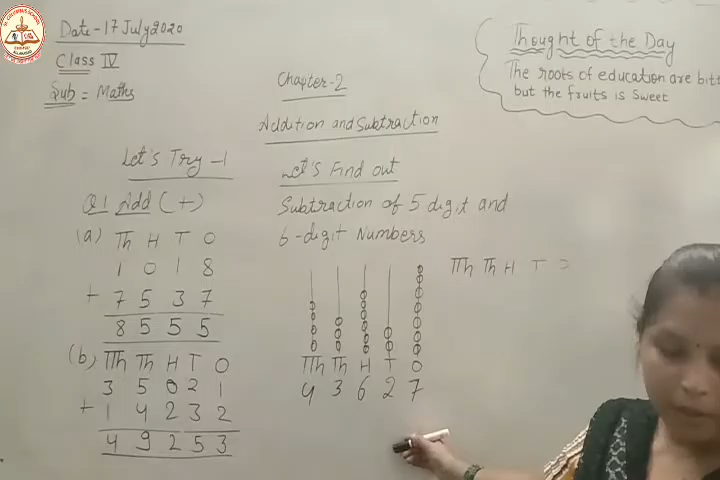 Date-17 July 2020
Class IV
Sub = Maths
Thought of the Day
The roots of education are bitt
but the fruits is Sweet
Chapter-2
Addition and Subtraction
Let's Try-1
Q1 Add (+)
(a) Th H T O
1 0 1 8
+ 7 5 3 7
8 5 5 5
(b) TTh Th H T O
3 5 0 2 1
+ 1 4 2 3 2
4 9 2 5 3
Let's Find out
Subtraction of 5 digit and
6-digit Numbers
TTh Th H T O
4 3 6 2 7
TTh Th H T